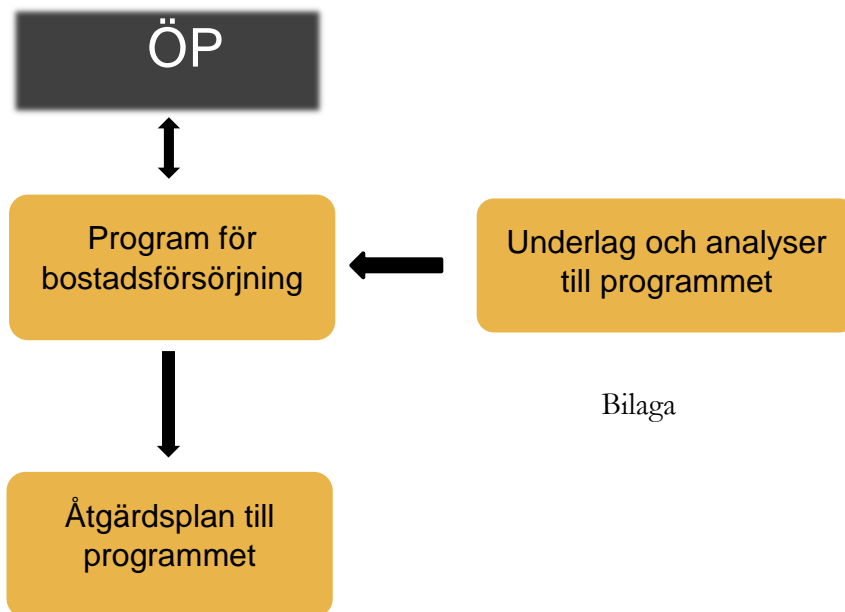 ÖP
Program för
bostadsförsörjning
Underlag och analyser
till programmet
Bilaga
Åtgärdsplan till
programmet